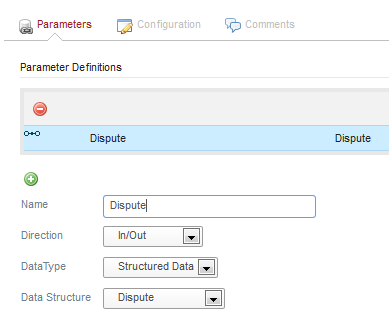 Parameters Configuration Comments
Parameter Definitions
Dispute Dispute
Name Dispute
Direction In/Out
DataType Structured Data
Data Structure Dispute